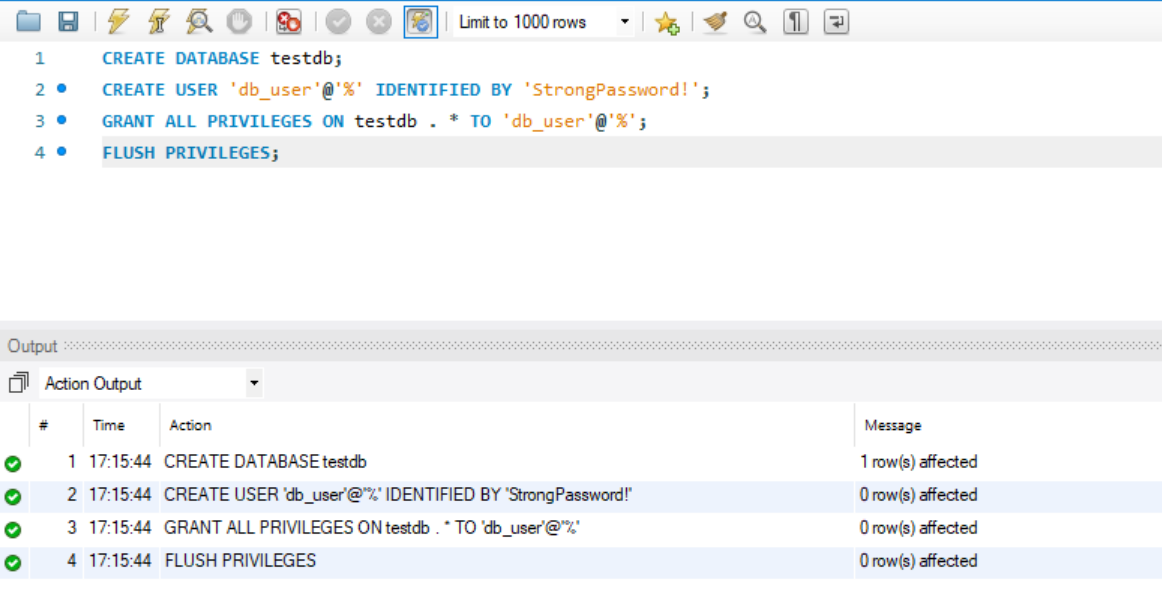 Limit to 1000 rows
1 CREATE DATABASE testdb;
2 CREATE USER 'db_user'@'%' IDENTIFIED BY 'StrongPassword!';
3 GRANT ALL PRIVILEGES ON testdb . * TO 'db_user'@'%';
4 FLUSH PRIVILEGES;
Output
Action Output
# Time Action Message
1 17:15:44 CREATE DATABASE testdb 1 row(s) affected
2 17:15:44 CREATE USER 'db_user'@'%' IDENTIFIED BY 'StrongPassword!' 0 row(s) affected
3 17:15:44 GRANT ALL PRIVILEGES ON testdb . * TO 'db_user'@'%' 0 row(s) affected
4 17:15:44 FLUSH PRIVILEGES 0 row(s) affected